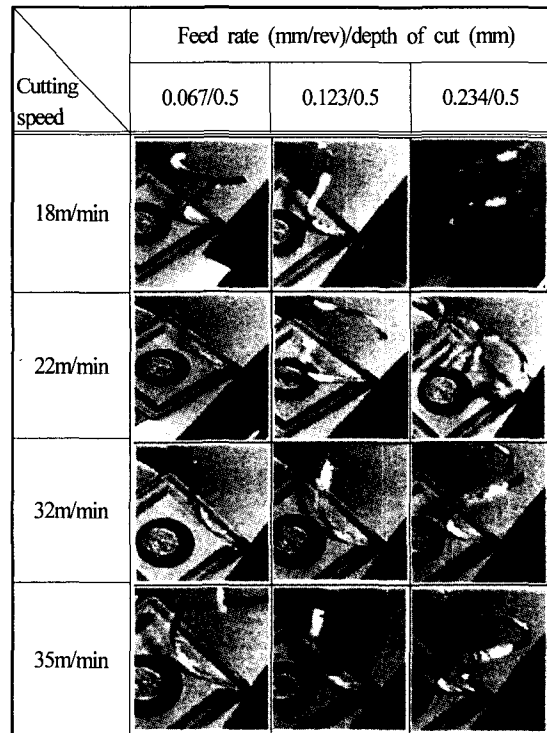 Feed rate (mm/rev)/depth of cut (mm)
Cutting
speed
0.067/0.5
0.123/0.5
0.234/0.5
18m/min
22m/min
32m/min
35m/min